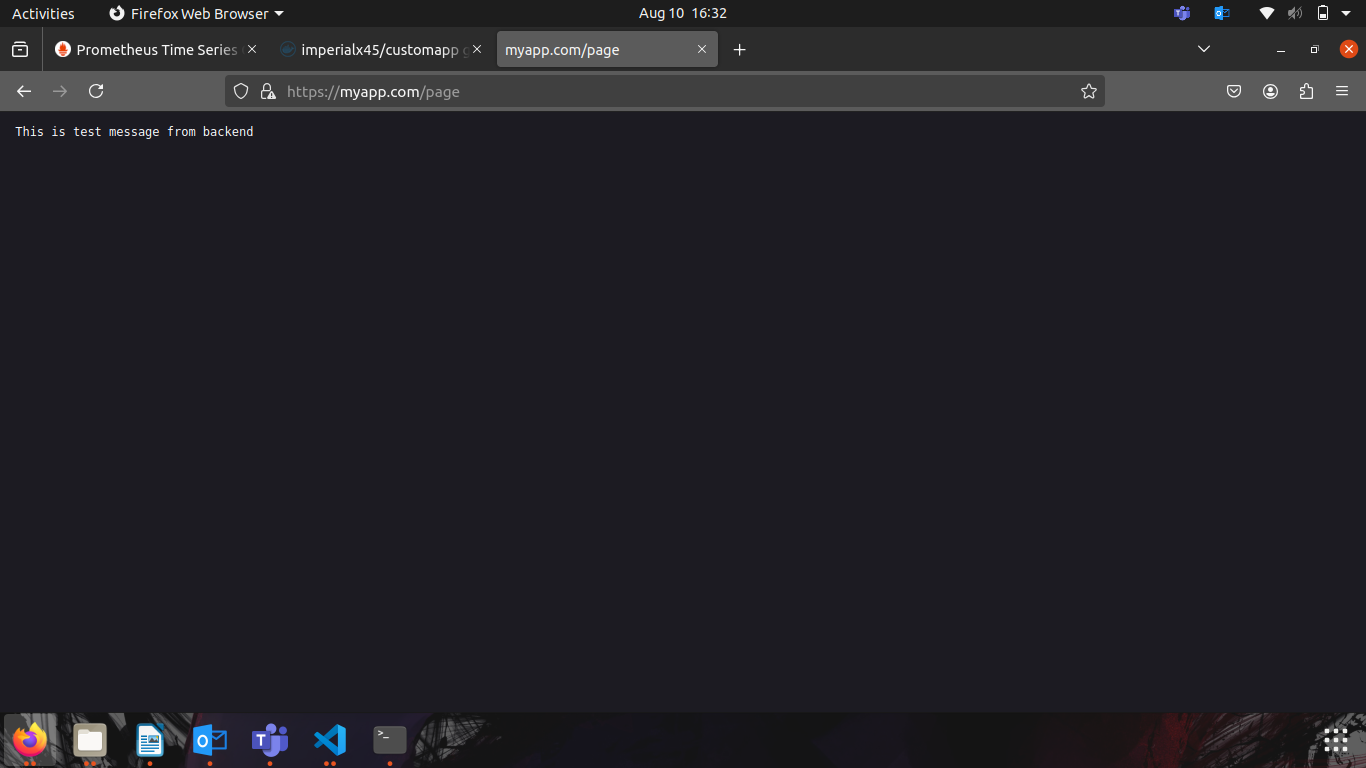 Activities
Firefox Web Browser
Aug 10 16:32
Prometheus Time Series
imperialx45/customapp
myapp.com/page
https://myapp.com/page
This is test message from backend